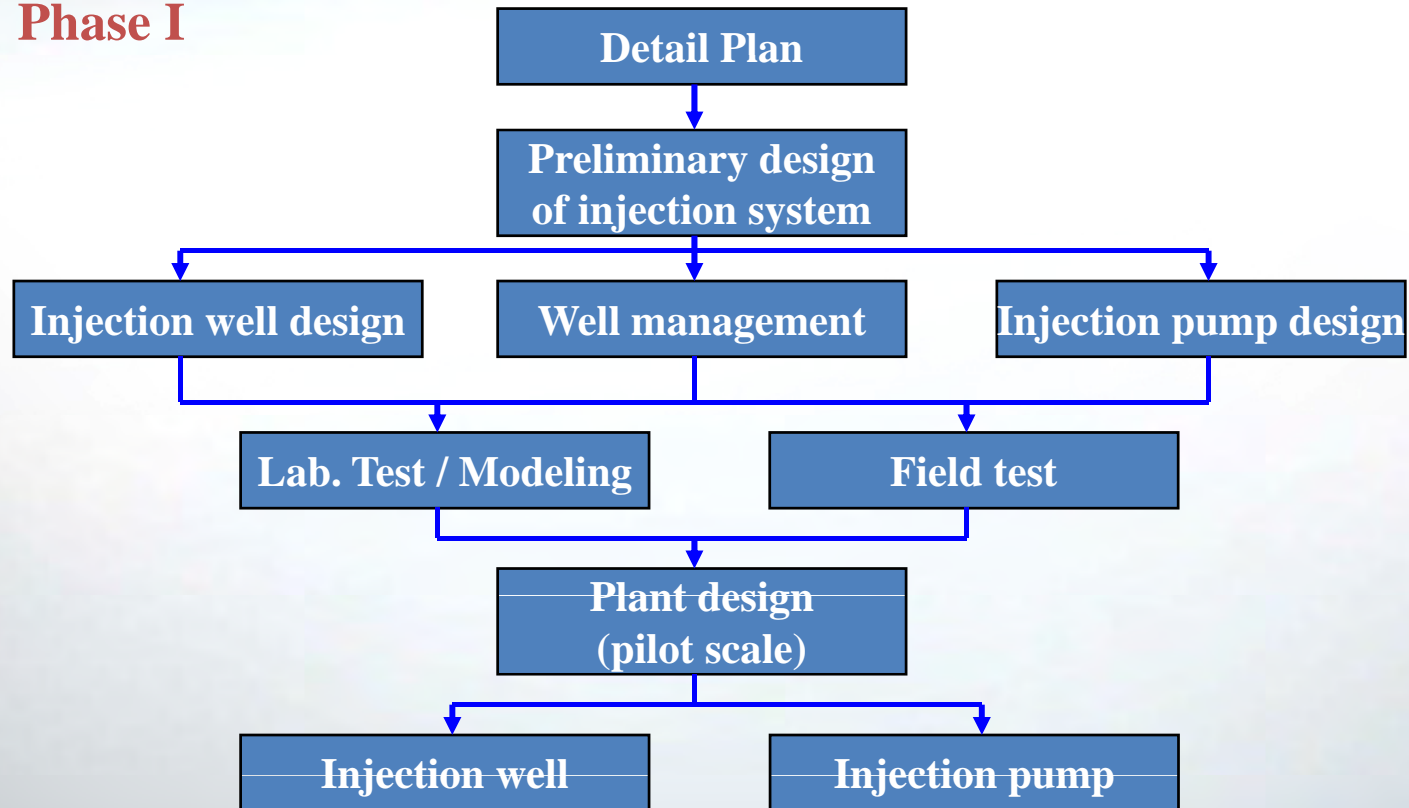 Phase I
Detail Plan
Preliminary design
of injection system
Injection well design
Well management
Injection pump design
Lab. Test / Modeling
Field test
Plant design
(pilot scale)
Injection well
Injection pump